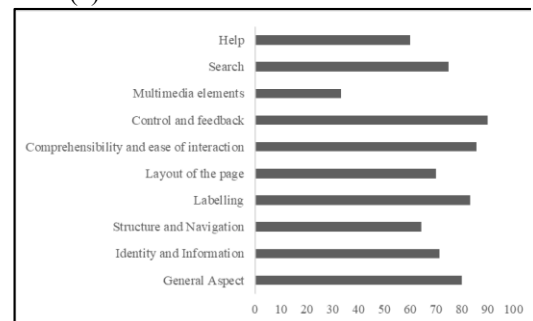 Help
Search
Multimedia elements
Control and feedback
Comprehensibility and ease of interaction
Layout of the page
Labelling
Structure and Navigation
Identity and Information
General Aspect
0 10 20 30 40 50 60 70 80 90 100